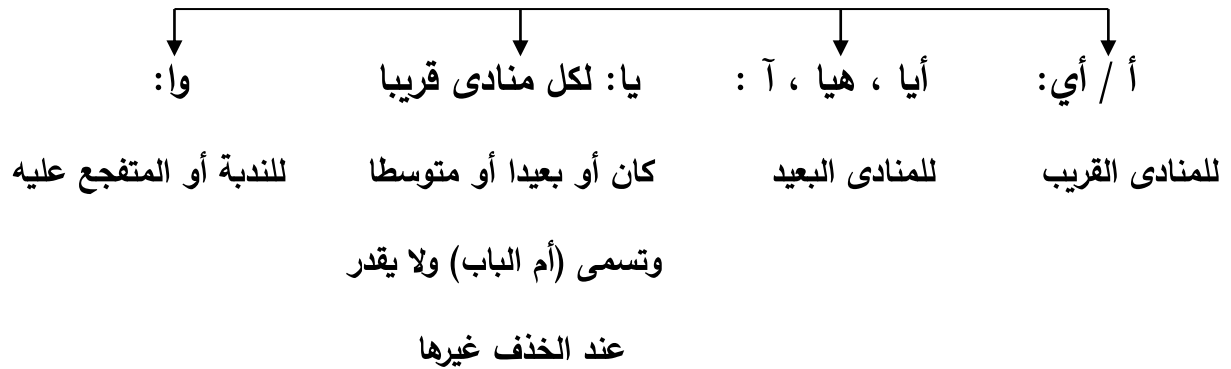 أ / أي: أيا ، هيا ، آ : يا: لكل منادى قريبا وا:
للمنادى القريب للمنادى البعيد كان أو بعيدا أو متوسطا للندبة أو المتفجع عليه
وتسمى (أم الباب) ولا يقدر
عند الخذف غيرها